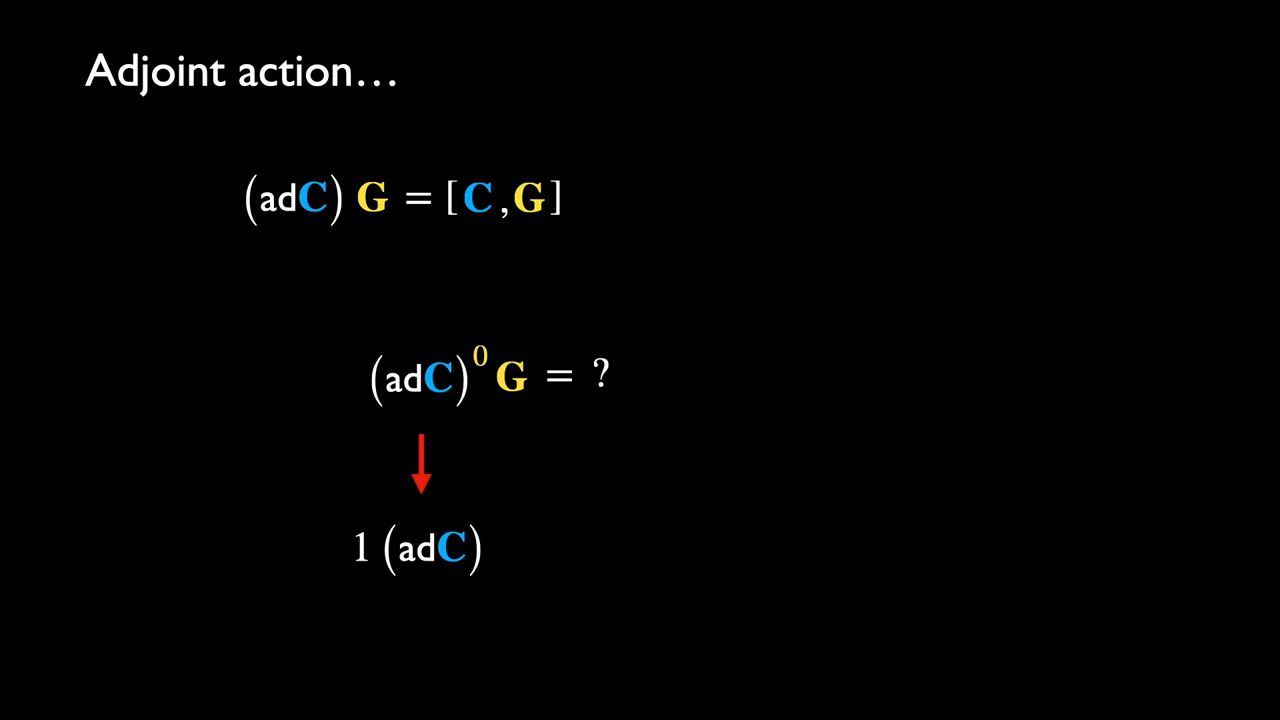 Adjoint action…
(adC) G = [C,G]
(adC)⁰ G = ?
1 (adC)